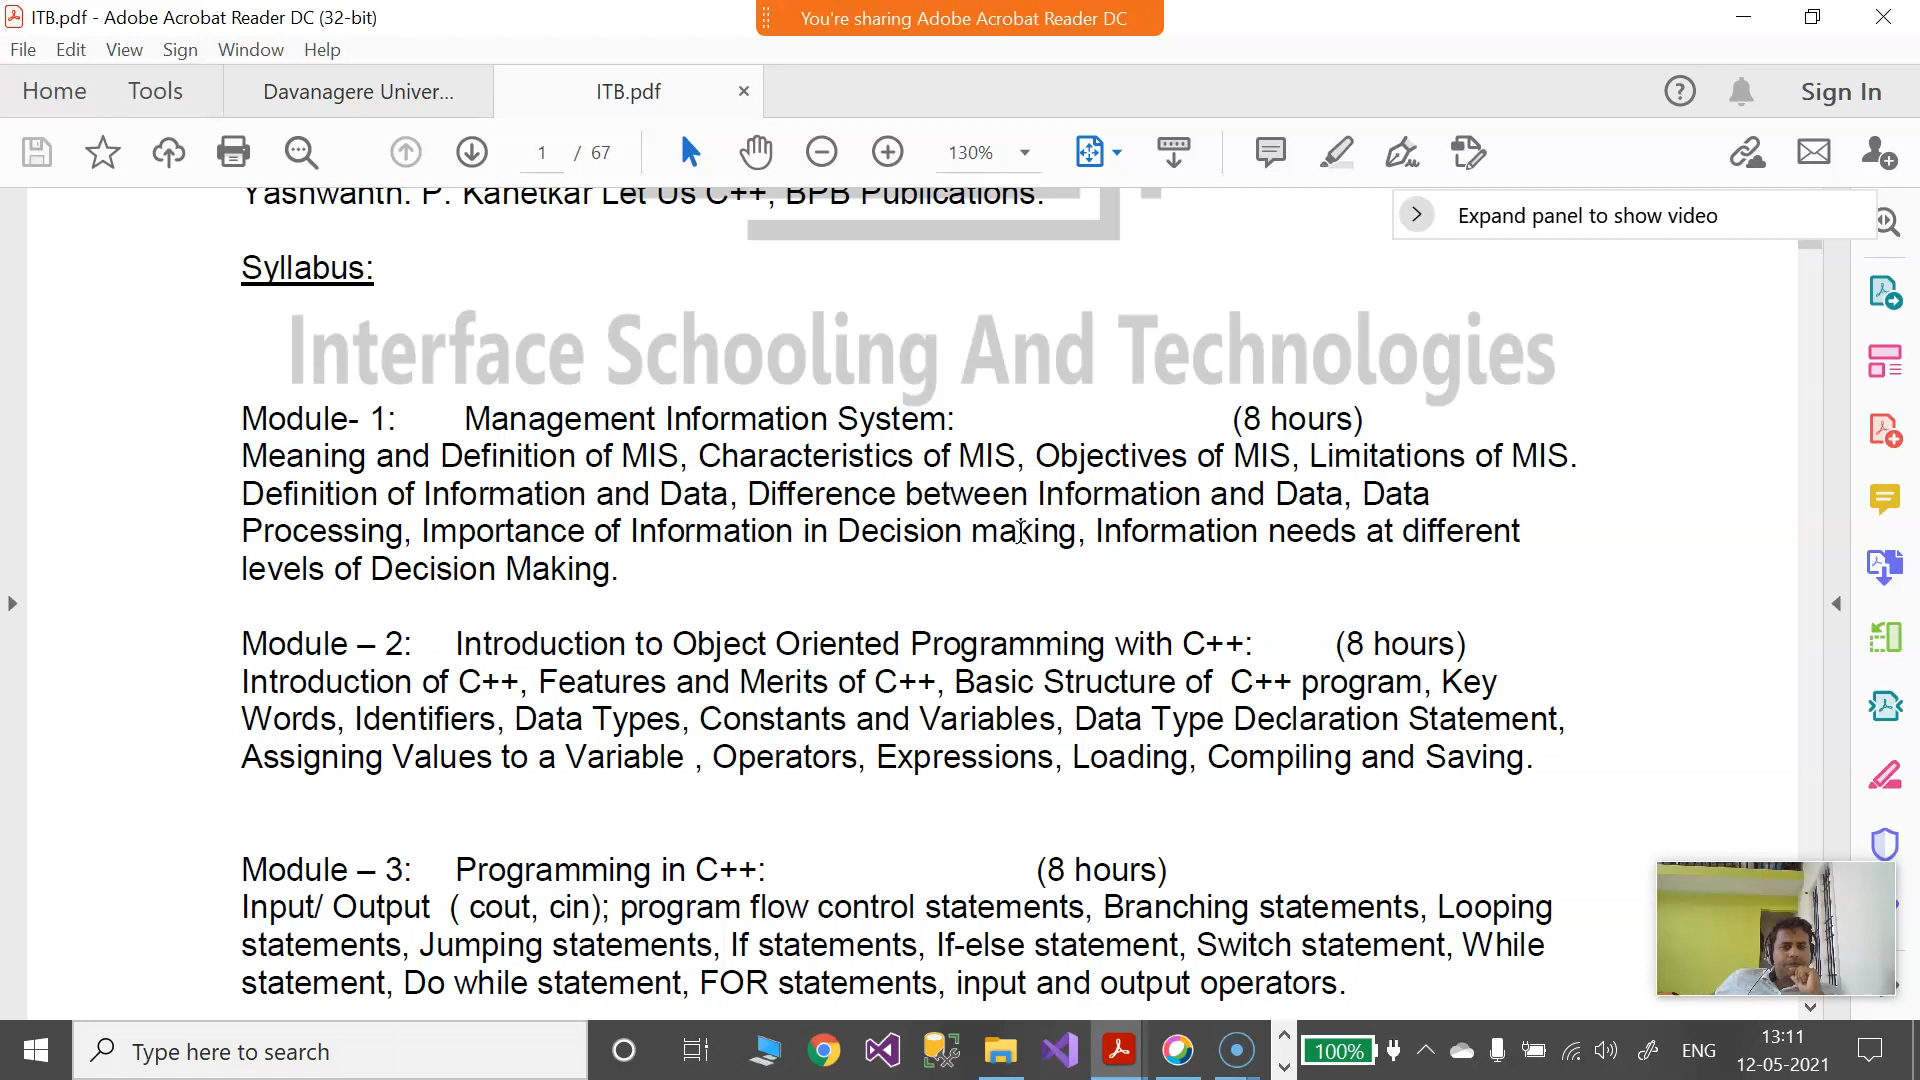 ITB.pdf - Adobe Acrobat Reader DC (32-bit)
You're sharing Adobe Acrobat Reader DC
File Edit View Sign Window Help
Home Tools Davanagere Univer... ITB.pdf Sign In
1 / 67 130%
Yashwanth. P. Kanetkar Let Us C++, BPB Publications.
Expand panel to show video
Syllabus:
Interface Schooling And Technologies
Module- 1: Management Information System: (8 hours)
Meaning and Definition of MIS, Characteristics of MIS, Objectives of MIS, Limitations of MIS.
Definition of Information and Data, Difference between Information and Data, Data
Processing, Importance of Information in Decision making, Information needs at different
levels of Decision Making.
Module – 2: Introduction to Object Oriented Programming with C++: (8 hours)
Introduction of C++, Features and Merits of C++, Basic Structure of C++ program, Key
Words, Identifiers, Data Types, Constants and Variables, Data Type Declaration Statement,
Assigning Values to a Variable , Operators, Expressions, Loading, Compiling and Saving.
Module – 3: Programming in C++: (8 hours)
Input/ Output ( cout, cin); program flow control statements, Branching statements, Looping
statements, Jumping statements, If statements, If-else statement, Switch statement, While
statement, Do while statement, FOR statements, input and output operators.
Type here to search
100%
ENG
13:11
12-05-2021